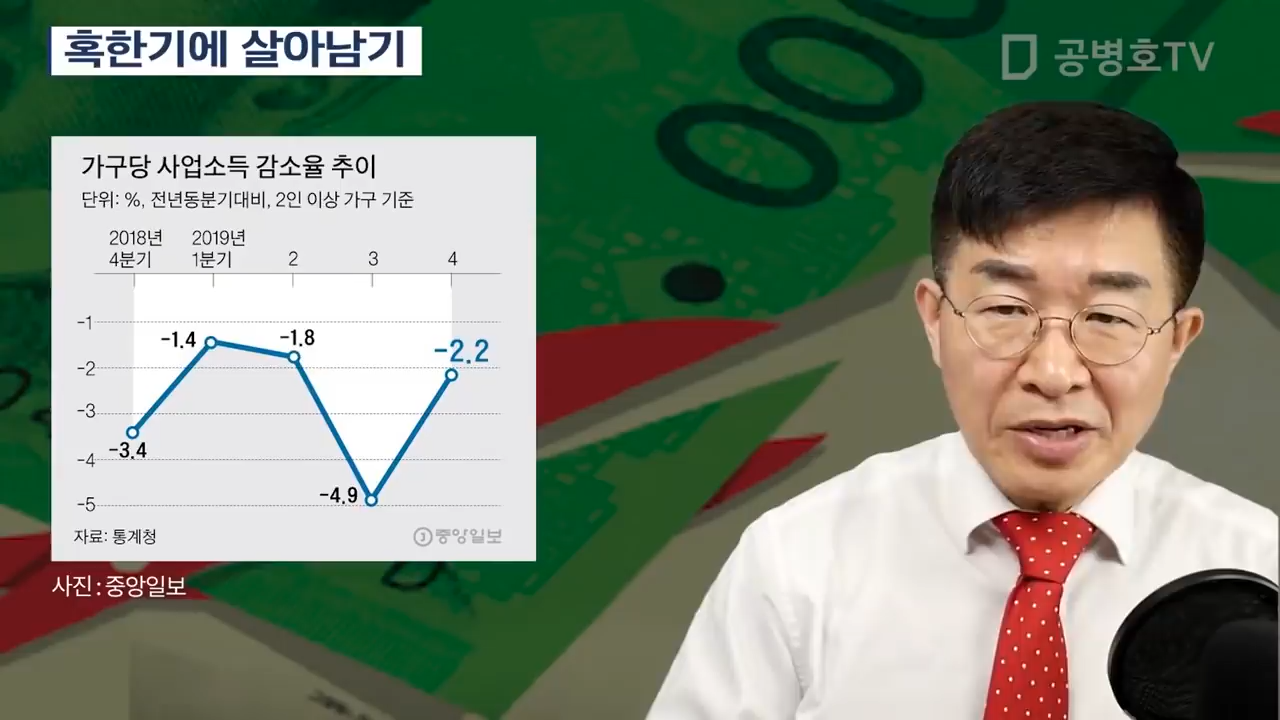 혹한기에 살아남기
공병호TV
가구당 사업소득 감소율 추이
단위: %, 전년동분기대비, 2인 이상 가구 기준
2018년 2019년
4분기 1분기 2 3 4
-1
-1.4
-1.8
-2.2
-2
-3
-3.4
-4
-4.9
-5
자료: 통계청
중앙일보
사진 : 중앙일보
000